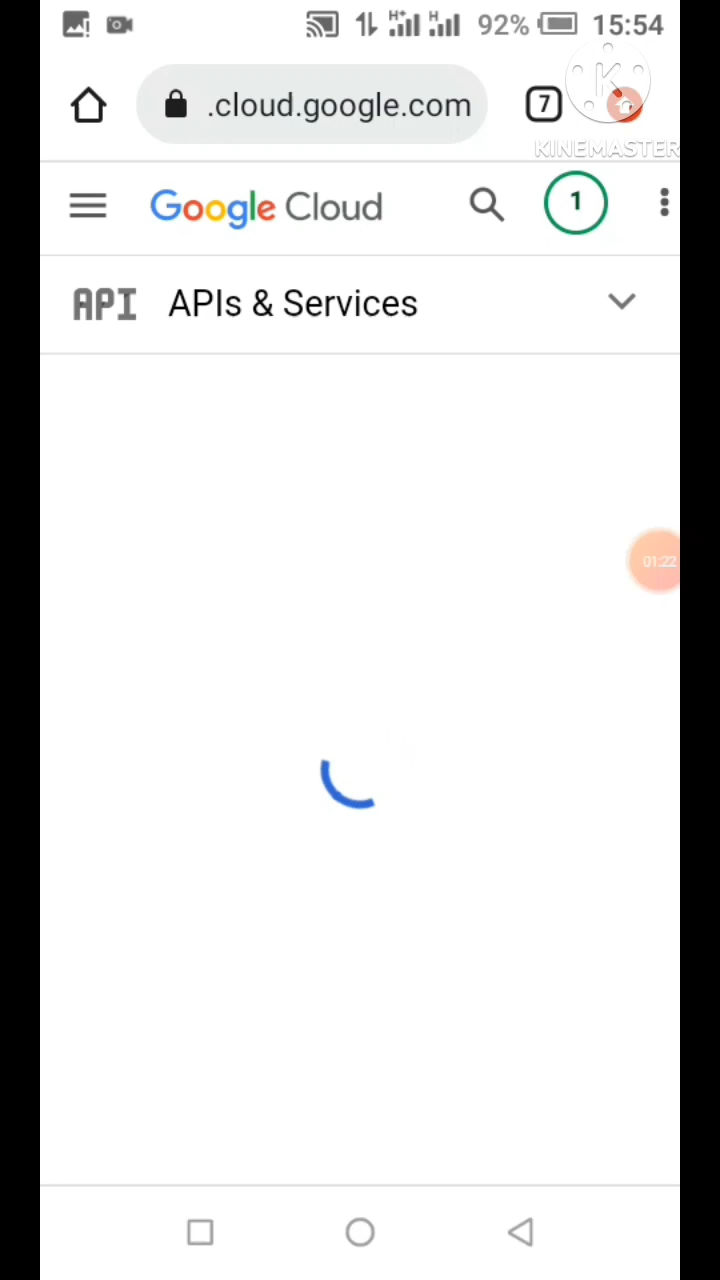 H+ H 92% 15:54
.cloud.google.com 7 K
KINEMASTER
Google Cloud 1
API APIs & Services
01:22